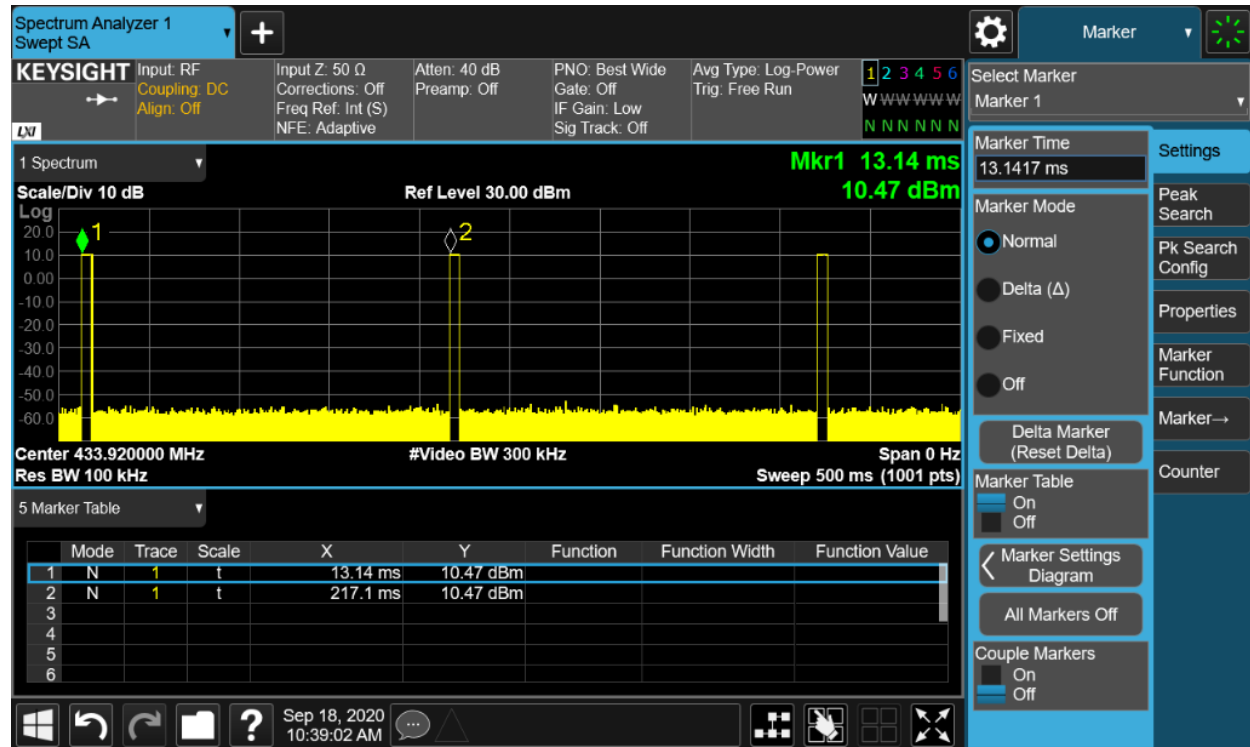 Spectrum Analyzer 1
Swept SA
+
Marker
KEYSIGHT
LXI
Input: RF
Coupling: DC
Align: Off
Input Z: 50 Ω
Corrections: Off
Freq Ref: Int (S)
NFE: Adaptive
Atten: 40 dB
Preamp: Off
PNO: Best Wide
Gate: Off
IF Gain: Low
Sig Track: Off
Avg Type: Log-Power
Trig: Free Run
1 2 3 4 5 6
W W W W W W
N N N N N N
1 Spectrum
Mkr1 13.14 ms
10.47 dBm
Scale/Div 10 dB
Ref Level 30.00 dBm
Log
20.0
10.0
0.00
-10.0
-20.0
-30.0
-40.0
-50.0
-60.0
1
2
Center 433.920000 MHz
#Video BW 300 kHz
Span 0 Hz
Res BW 100 kHz
Sweep 500 ms (1001 pts)
5 Marker Table
Mode Trace Scale X Y Function Function Width Function Value
1 N 1 t 13.14 ms 10.47 dBm
2 N 1 t 217.1 ms 10.47 dBm
3
4
5
6
?
Sep 18, 2020
10:39:02 AM
Select Marker
Marker 1
Marker Time
13.1417 ms
Marker Mode
Normal
Delta (Δ)
Fixed
Off
Delta Marker
(Reset Delta)
Marker Table
On
Off
Marker Settings
Diagram
All Markers Off
Couple Markers
On
Off
Settings
Peak
Search
Pk Search
Config
Properties
Marker
Function
Marker→
Counter